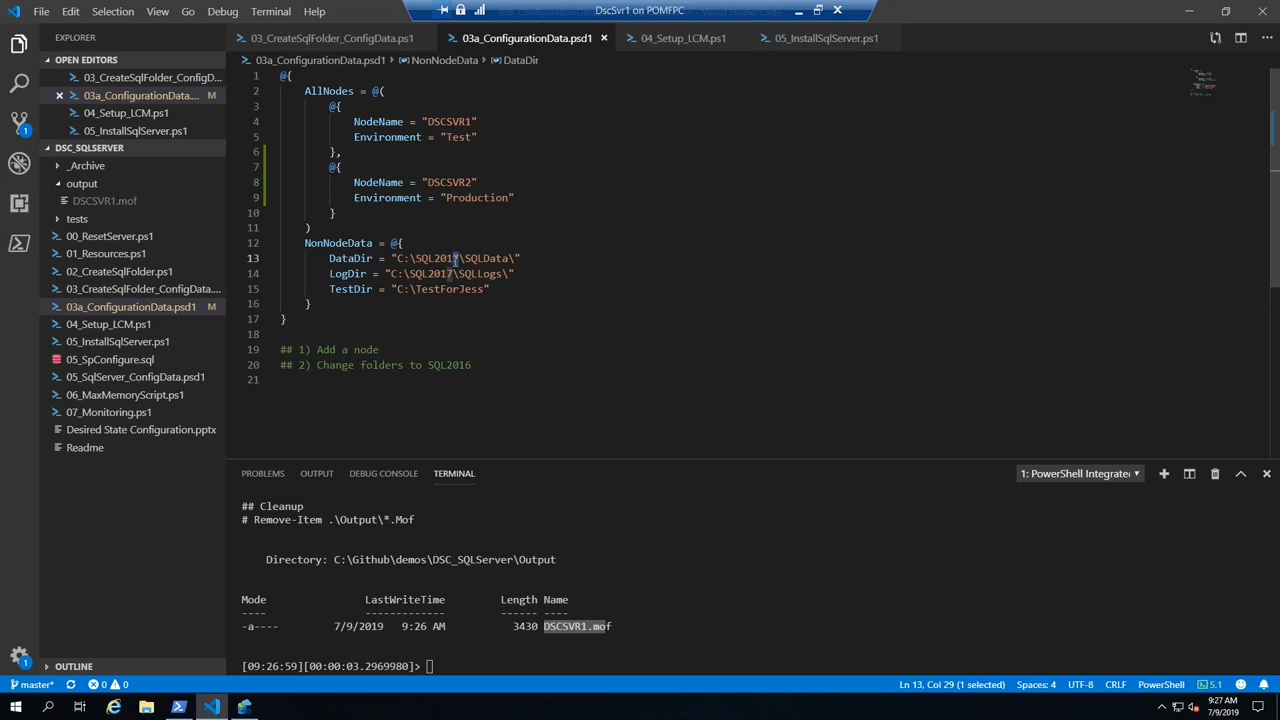 DscSvr1 on POMFPC
File Edit Selection View Go Debug Terminal Help
EXPLORER
OPEN EDITORS
03_CreateSqlFolder_ConfigD...
03a_ConfigurationData.... M
04_Setup_LCM.ps1
05_InstallSqlServer.ps1
DSC_SQLSERVER
_Archive
output
DSCSVR1.mof
tests
00_ResetServer.ps1
01_Resources.ps1
02_CreateSqlFolder.ps1
03_CreateSqlFolder_ConfigData....
03a_ConfigurationData.psd1 M
04_Setup_LCM.ps1
05_InstallSqlServer.ps1
05_SpConfigure.sql
05_SqlServer_ConfigData.psd1
06_MaxMemoryScript.ps1
07_Monitoring.ps1
Desired State Configuration.pptx
Readme
OUTLINE
03_CreateSqlFolder_ConfigData.ps1 03a_ConfigurationData.psd1 04_Setup_LCM.ps1 05_InstallSqlServer.ps1
03a_ConfigurationData.psd1 › NonNodeData › DataDir
1 @{
2 AllNodes = @(
3 @{
4 NodeName = "DSCSVR1"
5 Environment = "Test"
6 },
7 @{
8 NodeName = "DSCSVR2"
9 Environment = "Production"
10 }
11 )
12 NonNodeData = @{
13 DataDir = "C:\SQL2017\SQLData\"
14 LogDir = "C:\SQL2017\SQLLogs\"
15 TestDir = "C:\TestForJess"
16 }
17 }
18
19 ## 1) Add a node
20 ## 2) Change folders to SQL2016
21
PROBLEMS OUTPUT DEBUG CONSOLE TERMINAL
1: PowerShell Integrate
## Cleanup
# Remove-Item .\Output\*.Mof
Directory: C:\Github\demos\DSC_SQLServer\Output
Mode LastWriteTime Length Name
---- ------------- ------ ----
-a---- 7/9/2019 9:26 AM 3430 DSCSVR1.mof
[09:26:59][00:00:03.2969980]>
master* 0 0 Ln 13, Col 29 (1 selected) Spaces: 4 UTF-8 CRLF PowerShell 5.1 1
9:27 AM
7/9/2019